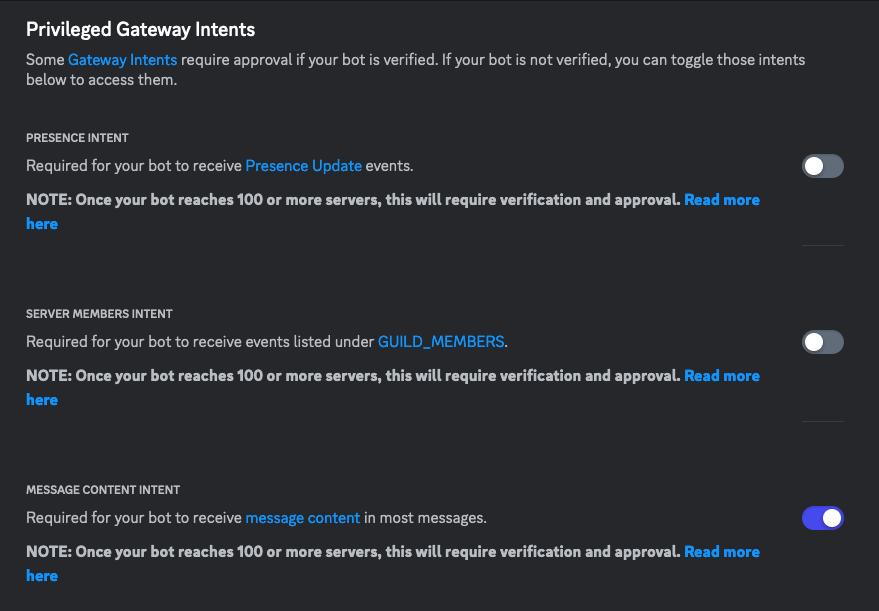 Privileged Gateway Intents
Some Gateway Intents require approval if your bot is verified. If your bot is not verified, you can toggle those intents
below to access them.
PRESENCE INTENT
Required for your bot to receive Presence Update events.
NOTE: Once your bot reaches 100 or more servers, this will require verification and approval. Read more
here
SERVER MEMBERS INTENT
Required for your bot to receive events listed under GUILD_MEMBERS.
NOTE: Once your bot reaches 100 or more servers, this will require verification and approval. Read more
here
MESSAGE CONTENT INTENT
Required for your bot to receive message content in most messages.
NOTE: Once your bot reaches 100 or more servers, this will require verification and approval. Read more
here